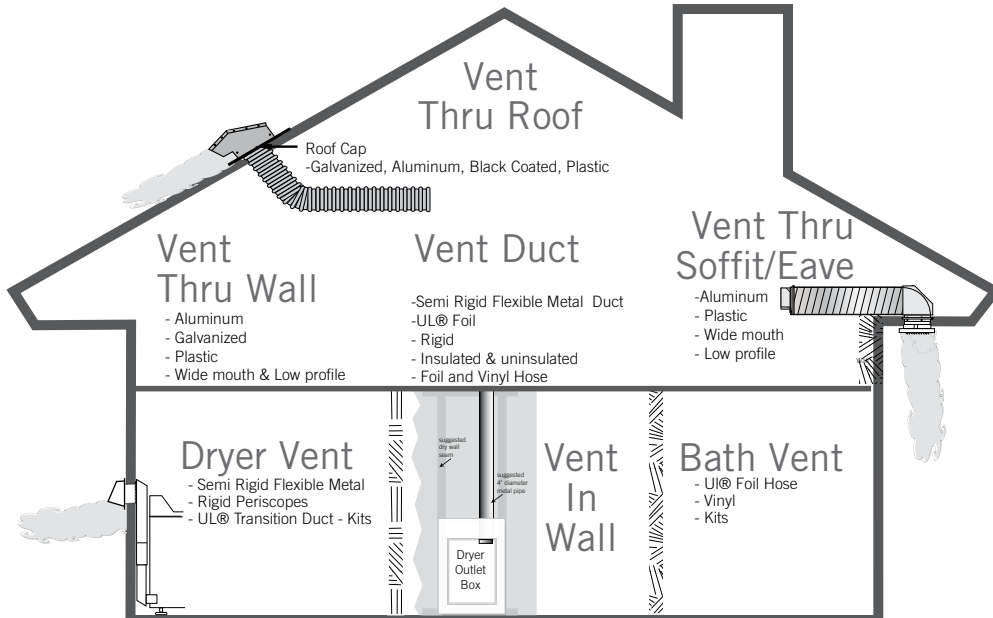 Vent
Thru Roof
Roof Cap
-Galvanized, Aluminum, Black Coated, Plastic
Vent
Thru Wall
- Aluminum
- Galvanized
- Plastic
- Wide mouth & Low profile
Vent Duct
-Semi Rigid Flexible Metal Duct
-UL® Foil
- Rigid
- Insulated & uninsulated
- Foil and Vinyl Hose
Vent Thru
Soffit/Eave
-Aluminum
- Plastic
- Wide mouth
- Low profile
Dryer Vent
- Semi Rigid Flexible Metal
- Rigid Periscopes
- UL® Transition Duct - Kits
suggested
dry wall
seam
suggested
4" diameter
metal pipe
Dryer
Outlet
Box
Vent
In
Wall
Bath Vent
- Ul® Foil Hose
- Vinyl
- Kits